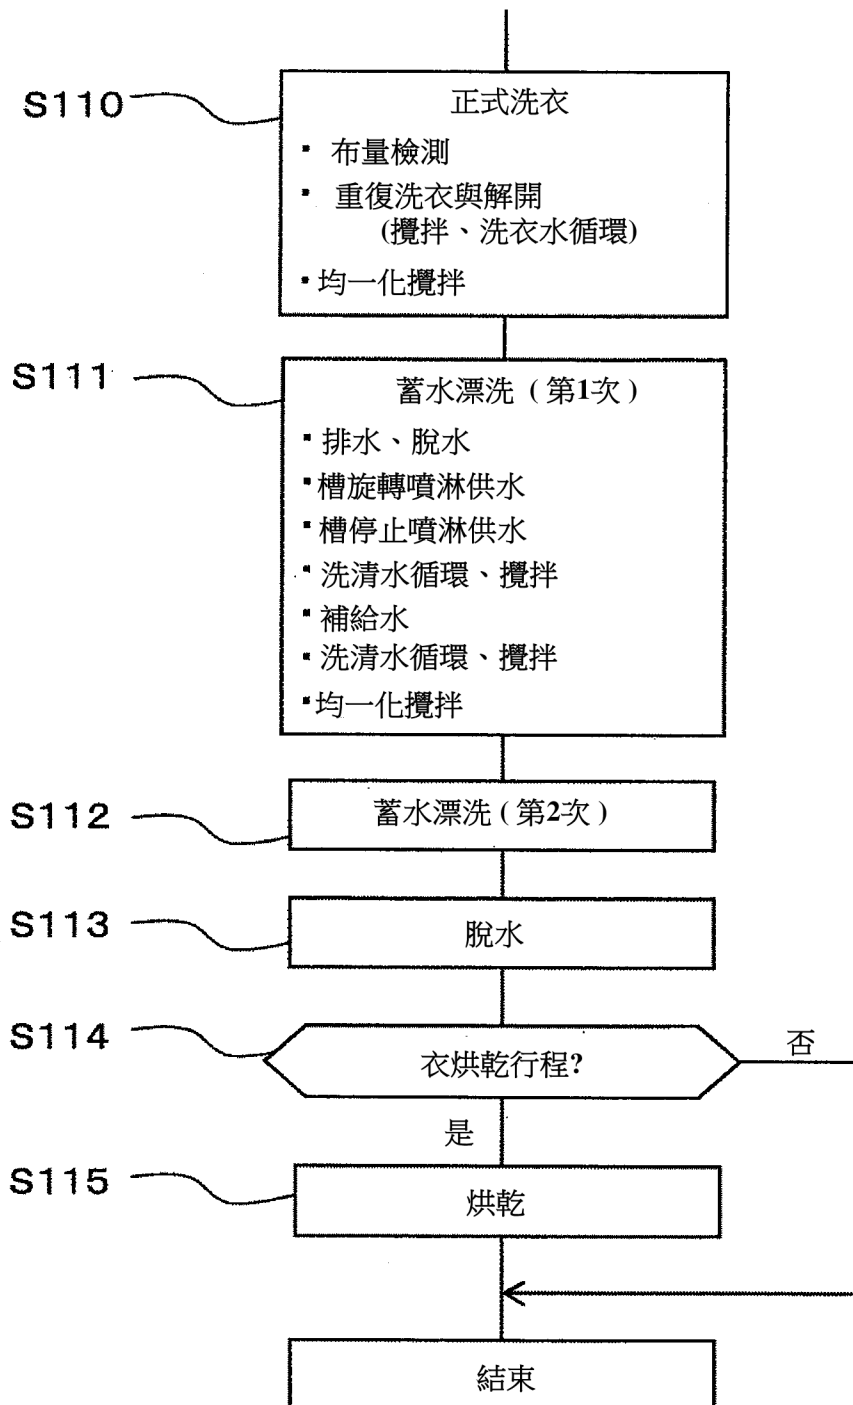 S110
正式洗衣
▪ 布量檢測
▪ 重復洗衣與解開
(攪拌、洗衣水循環)
▪均一化攪拌
S111
蓄水漂洗 ( 第1次 )
▪排水、脫水
▪槽旋轉噴淋供水
▪槽停止噴淋供水
▪洗清水循環、攪拌
▪補給水
▪洗清水循環、攪拌
▪均一化攪拌
S112
蓄水漂洗 ( 第2次 )
S113
脫水
S114
衣烘乾行程?
否
是
S115
烘乾
結束